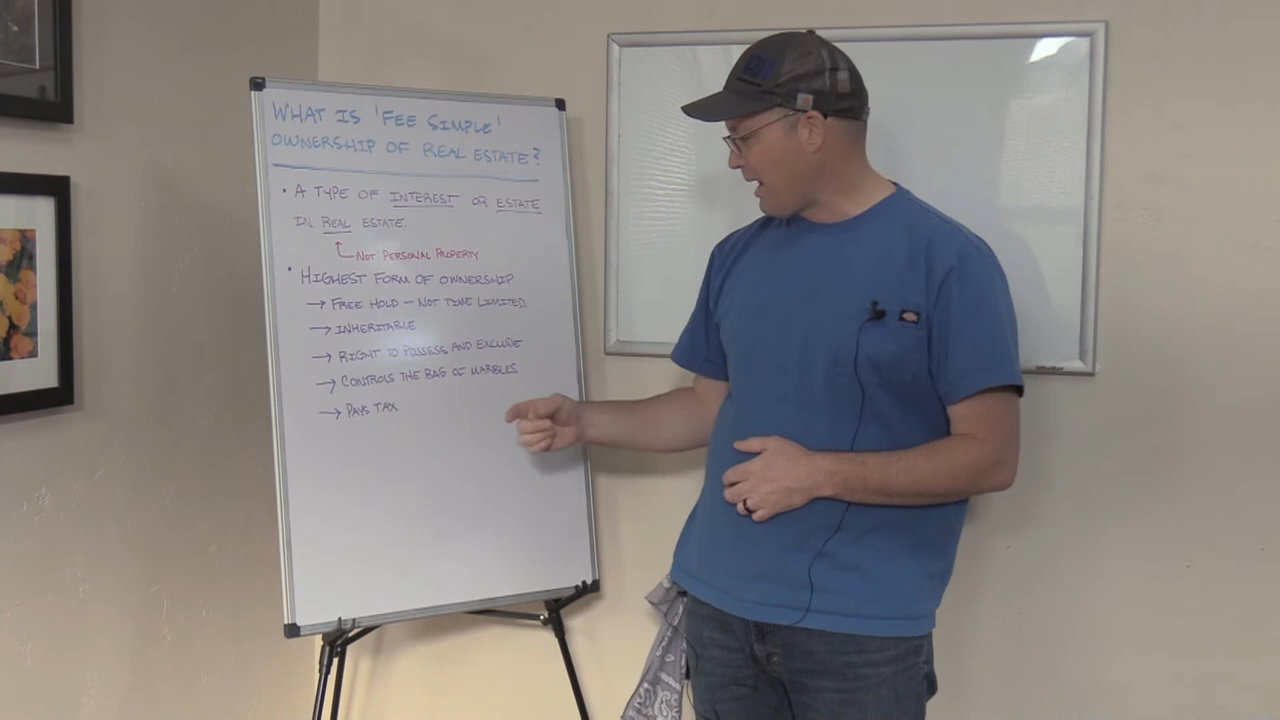 WHAT IS 'FEE SIMPLE'
OWNERSHIP OF REAL ESTATE?
• A TYPE OF INTEREST OR ESTATE
IN REAL ESTATE.
NOT PERSONAL PROPERTY
• HIGHEST FORM OF OWNERSHIP
→ FREE HOLD – NOT TIME LIMITED.
→ INHERITABLE
→ RIGHT TO POSSESS AND EXCLUDE
→ CONTROLS THE BAG OF MARBLES
→ PAYS TAX